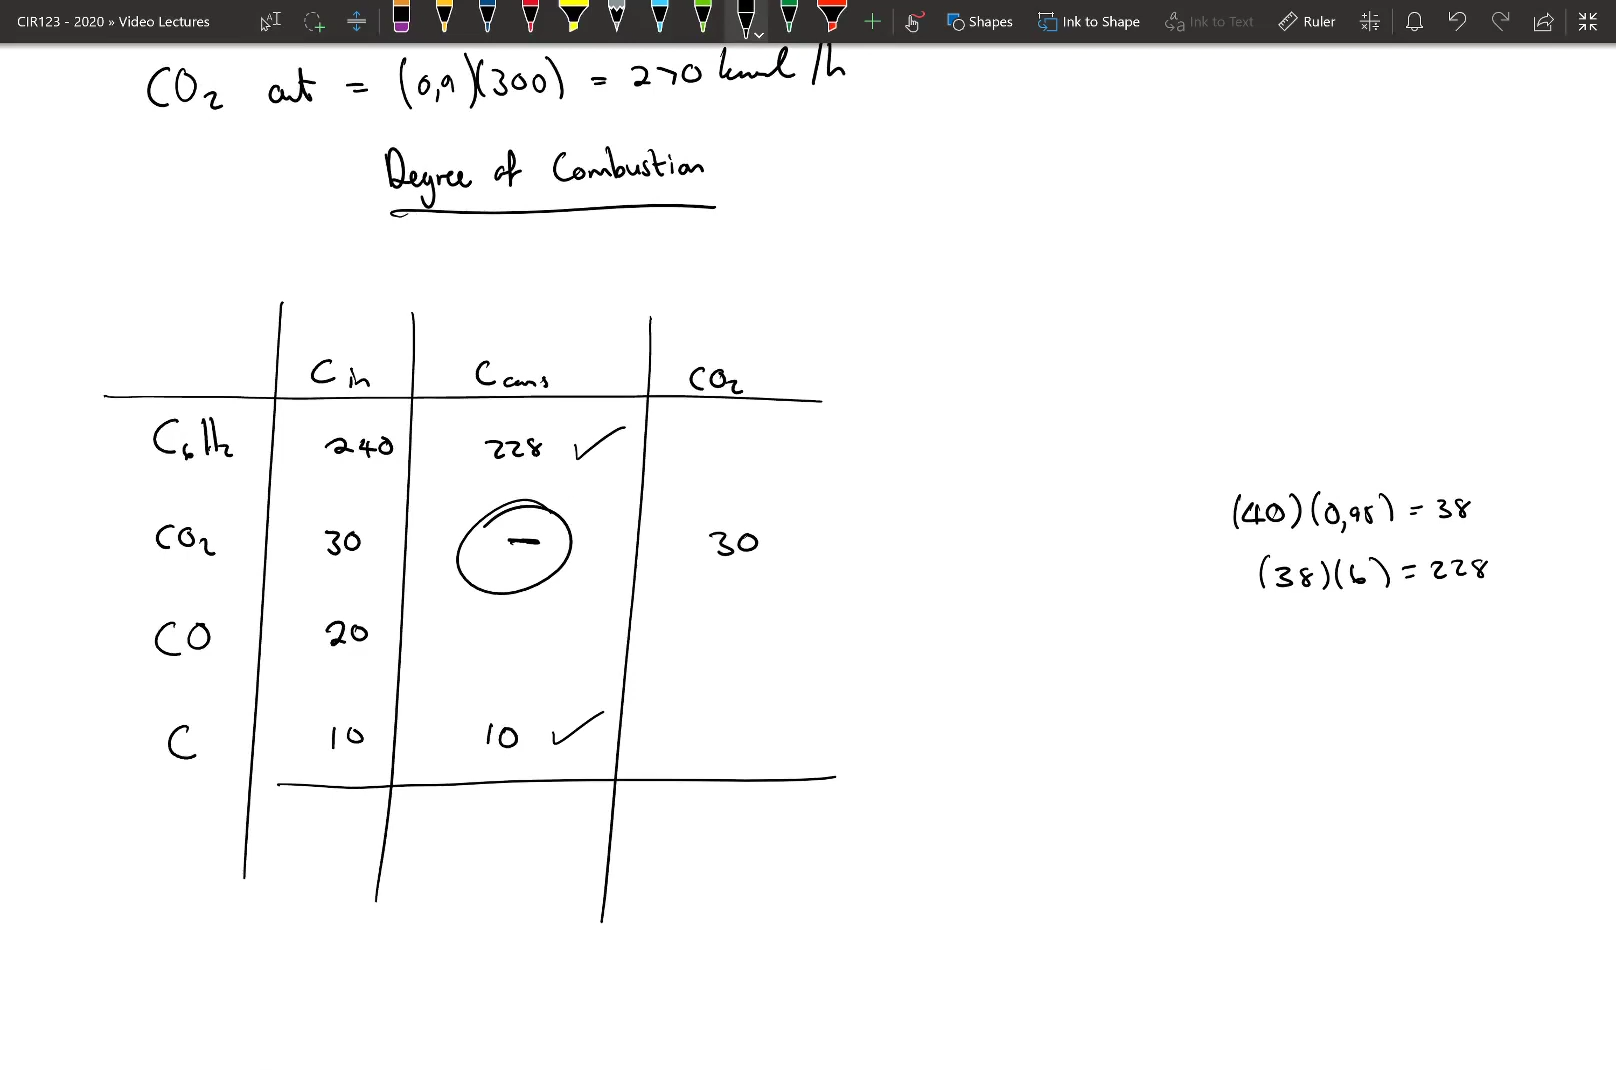 CIR123 - 2020 » Video Lectures
Shapes Ink to Shape Ink to Text Ruler
CO2 out = (0,9)(300) = 270 kmol/h
Degree of Combustion
C in C cons CO2
C6H2 240 228 ✓
CO2 30 - 30
CO 20
C 10 10 ✓
(40)(0,95) = 38
(38)(6) = 228